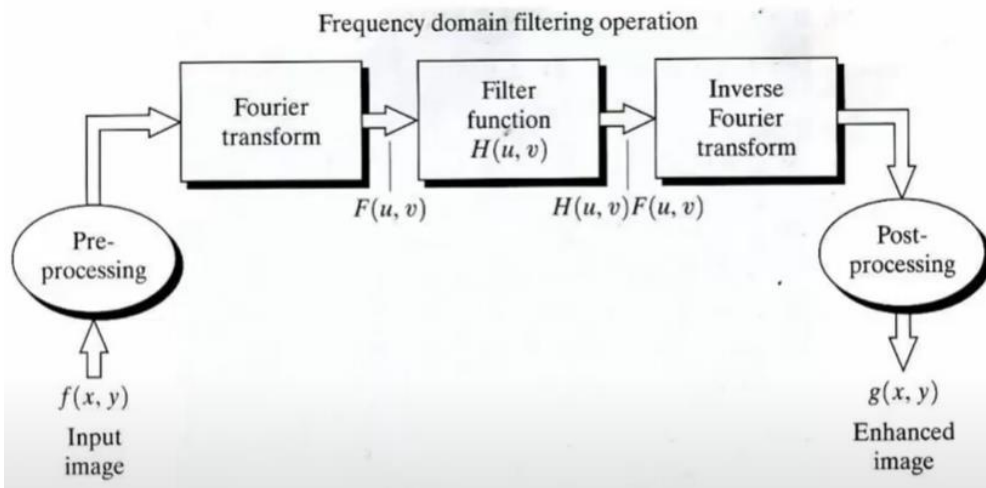 Frequency domain filtering operation
Fourier
transform
Filter
function
H(u, v)
Inverse
Fourier
transform
F(u, v)
H(u, v)F(u, v)
Pre-
processing
Post-
processing
f(x, y)
Input
image
g(x, y)
Enhanced
image